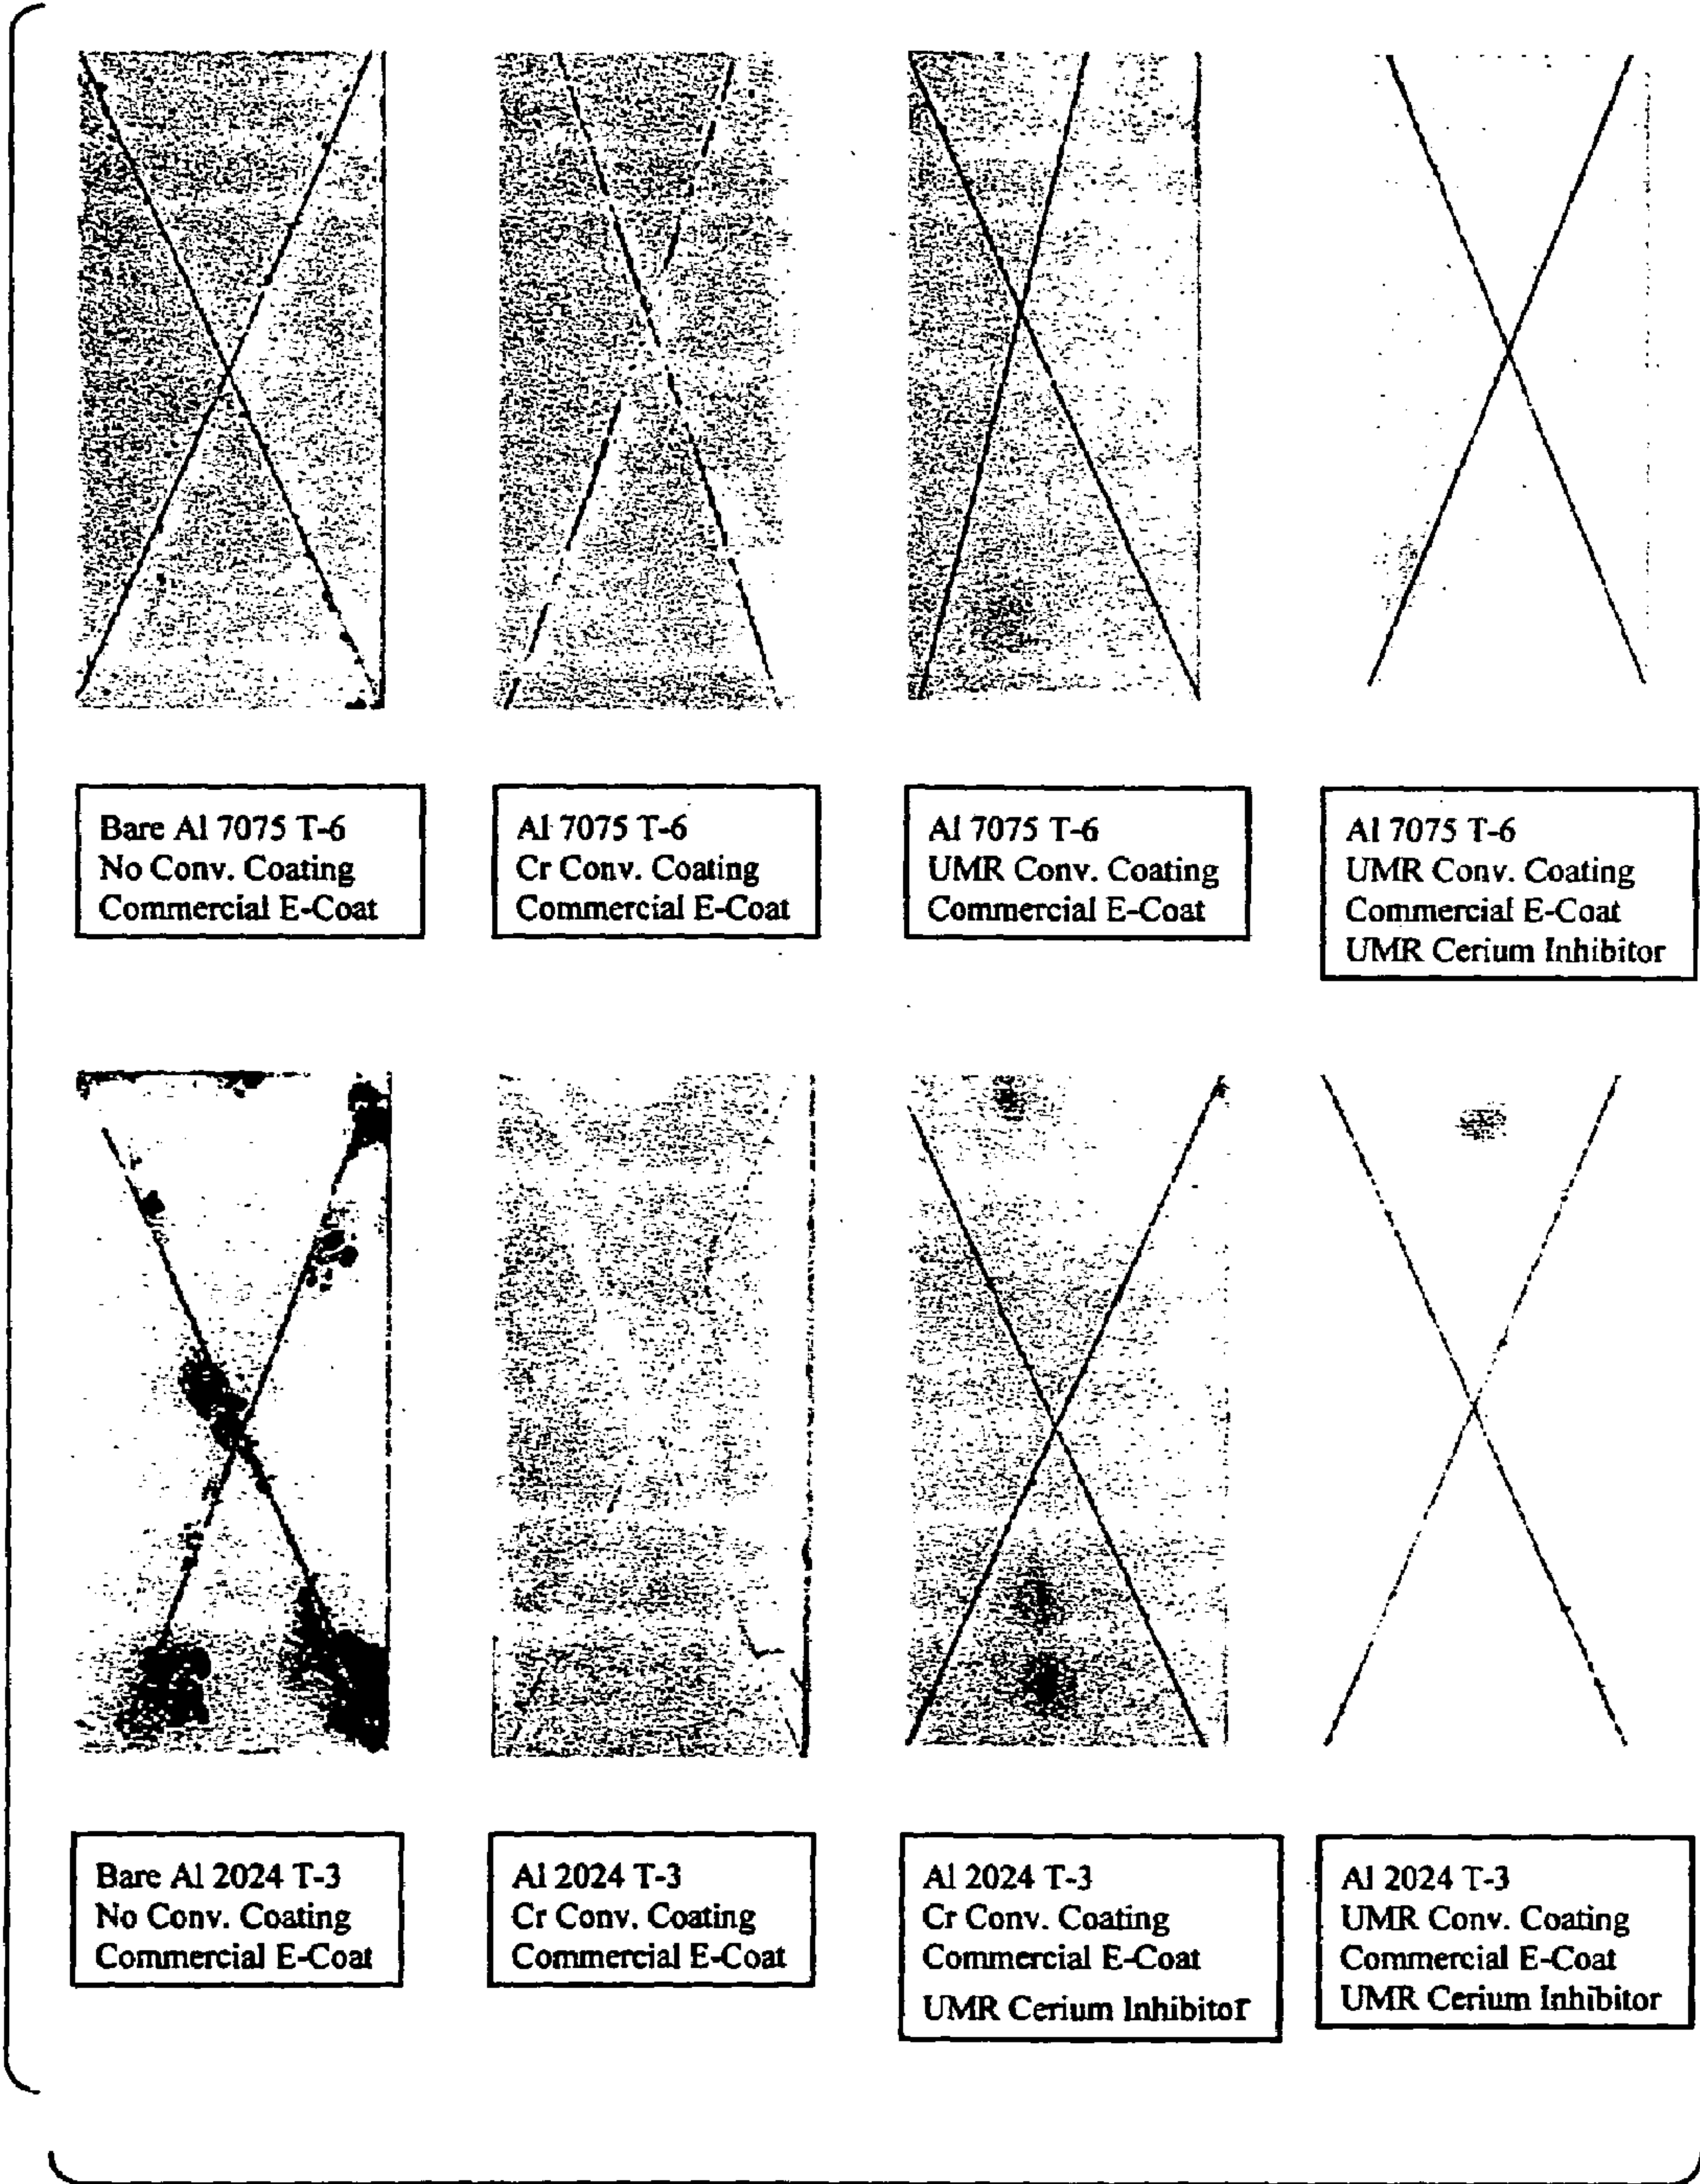 Bare Al 7075 T-6
No Conv. Coating
Commercial E-Coat
Al 7075 T-6
Cr Conv. Coating
Commercial E-Coat
Al 7075 T-6
UMR Conv. Coating
Commercial E-Coat
Al 7075 T-6
UMR Conv. Coating
Commercial E-Coat
UMR Cerium Inhibitor
Bare Al 2024 T-3
No Conv. Coating
Commercial E-Coat
Al 2024 T-3
Cr Conv. Coating
Commercial E-Coat
Al 2024 T-3
Cr Conv. Coating
Commercial E-Coat
UMR Cerium Inhibitor
Al 2024 T-3
UMR Conv. Coating
Commercial E-Coat
UMR Cerium Inhibitor